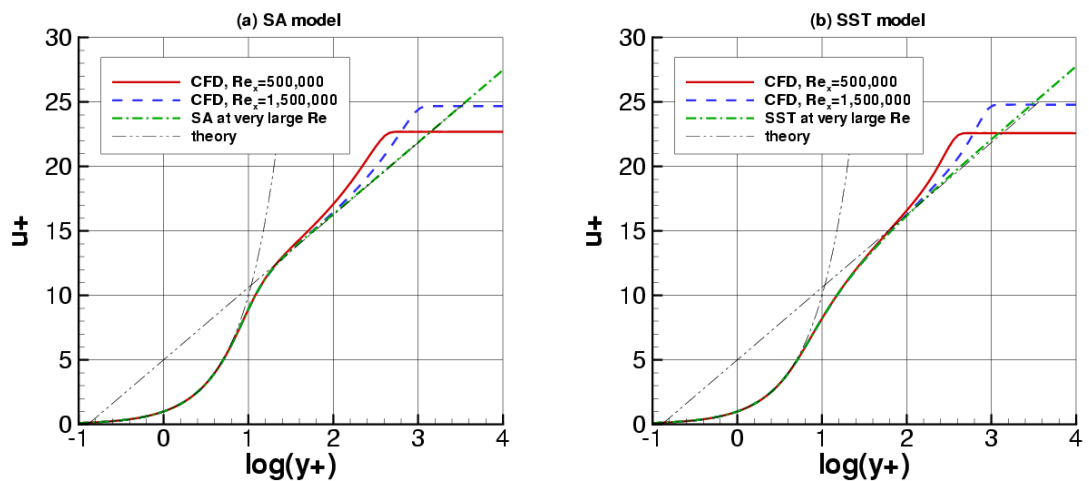 (a) SA model
30
25
20
15
10
5
0
u+
CFD, Reₓ=500,000
CFD, Reₓ=1,500,000
SA at very large Re
theory
-1 0 1 2 3 4
log(y+)
(b) SST model
30
25
20
15
10
5
0
u+
CFD, Reₓ=500,000
CFD, Reₓ=1,500,000
SST at very large Re
theory
-1 0 1 2 3 4
log(y+)